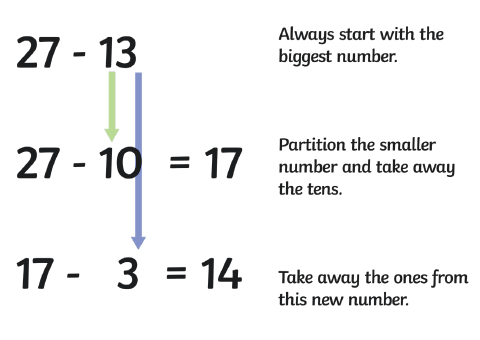 27 - 13
Always start with the
biggest number.
27 - 10 = 17
Partition the smaller
number and take away
the tens.
17 - 3 = 14
Take away the ones from
this new number.